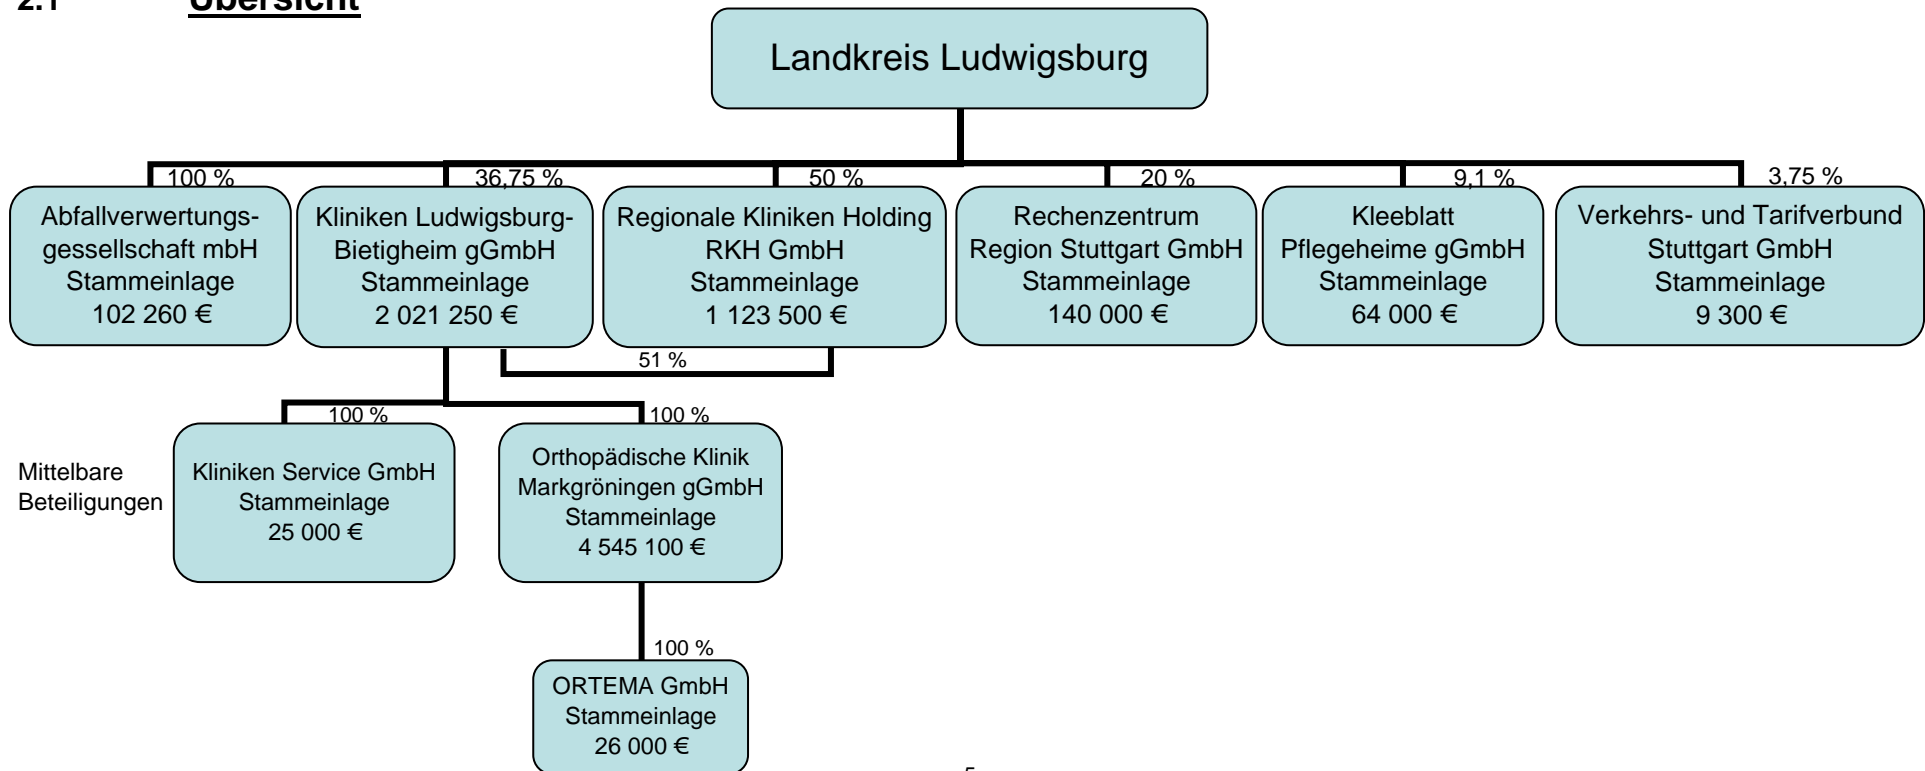 2.1 Übersicht
Landkreis Ludwigsburg
100 %
Abfallverwertungs-
gessellschaft mbH
Stammeinlage
102 260 €
36,75 %
Kliniken Ludwigsburg-
Bietigheim gGmbH
Stammeinlage
2 021 250 €
50 %
Regionale Kliniken Holding
RKH GmbH
Stammeinlage
1 123 500 €
20 %
Rechenzentrum
Region Stuttgart GmbH
Stammeinlage
140 000 €
9,1 %
Kleeblatt
Pflegeheime gGmbH
Stammeinlage
64 000 €
3,75 %
Verkehrs- und Tarifverbund
Stuttgart GmbH
Stammeinlage
9 300 €
51 %
Mittelbare
Beteiligungen
100 %
Kliniken Service GmbH
Stammeinlage
25 000 €
100 %
Orthopädische Klinik
Markgröningen gGmbH
Stammeinlage
4 545 100 €
100 %
ORTEMA GmbH
Stammeinlage
26 000 €
5